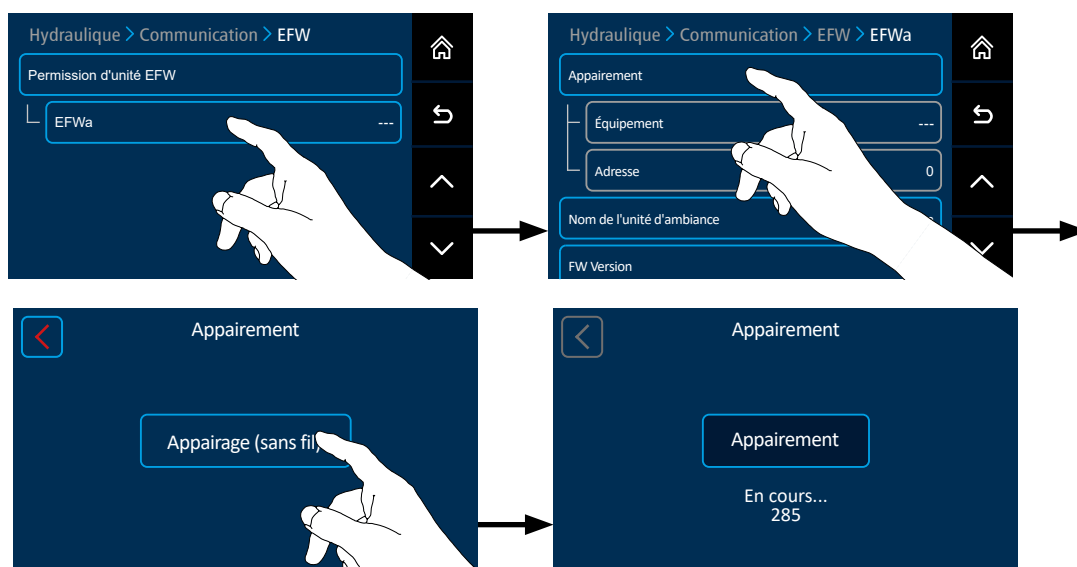 Hydraulique > Communication > EFW
Permission d'unité EFW
EFWa ---
Hydraulique > Communication > EFW > EFWa
Appairement
Équipement ---
Adresse 0
Nom de l'unité d'ambiance
FW Version
Appairement
Appairage (sans fil)
Appairement
Appairement
En cours...
285